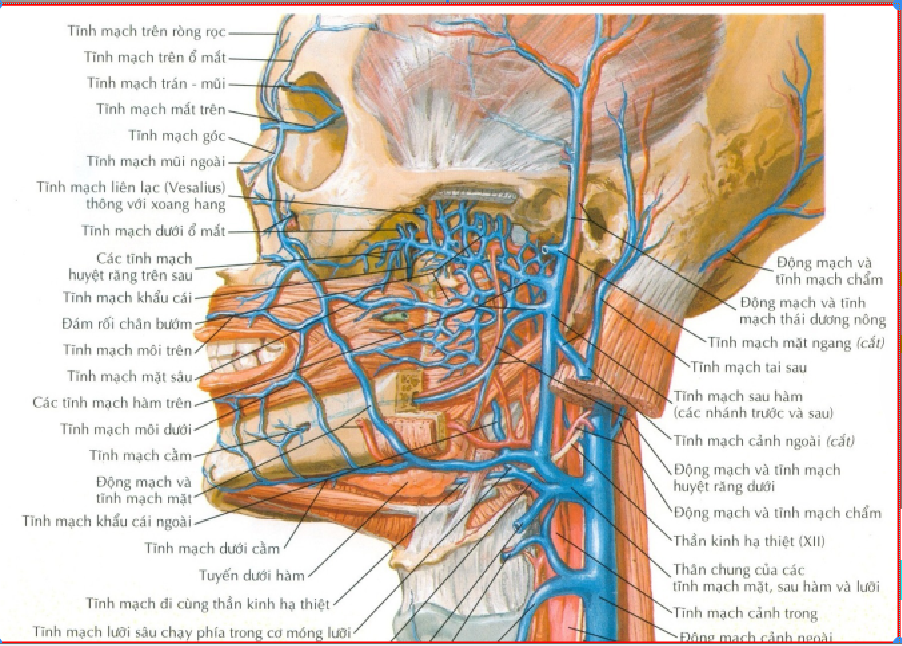 Tĩnh mạch trên ròng rọc
Tĩnh mạch trên ổ mắt
Tĩnh mạch trán - mũi
Tĩnh mạch mắt trên
Tĩnh mạch góc
Tĩnh mạch mũi ngoài
Tĩnh mạch liên lạc (Vesalius)
thông với xoang hang
Tĩnh mạch dưới ổ mắt
Các tĩnh mạch
huyệt răng trên sau
Tĩnh mạch khẩu cái
Đám rối chân bướm
Tĩnh mạch môi trên
Tĩnh mạch mặt sâu
Các tĩnh mạch hàm trên
Tĩnh mạch môi dưới
Tĩnh mạch cằm
Động mạch và
tĩnh mạch mặt
Tĩnh mạch khẩu cái ngoài
Tĩnh mạch dưới cằm
Tuyến dưới hàm
Tĩnh mạch đi cùng thần kinh hạ thiệt
Tĩnh mạch lưỡi sâu chạy phía trong cơ móng lưỡi
Động mạch và
tĩnh mạch chẩm
Động mạch và tĩnh
mạch thái dương nông
Tĩnh mạch mặt ngang (cắt)
Tĩnh mạch tai sau
Tĩnh mạch sau hàm
(các nhánh trước và sau)
Tĩnh mạch cảnh ngoài (cắt)
Động mạch và tĩnh mạch
huyệt răng dưới
Động mạch và tĩnh mạch chẩm
Thần kinh hạ thiệt (XII)
Thân chung của các
tĩnh mạch mặt, sau hàm và lưỡi
Tĩnh mạch cảnh trong
Động mạch cảnh ngoài